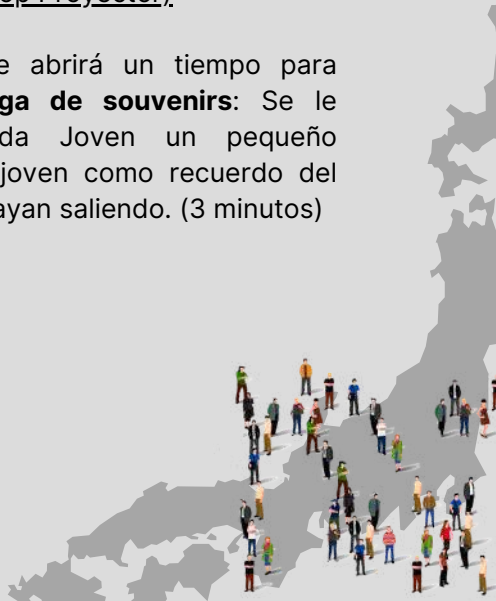 op Proyector)
e abrirá un tiempo para
ga de souvenirs: Se le
da Joven un pequeño
joven como recuerdo del
ayan saliendo. (3 minutos)